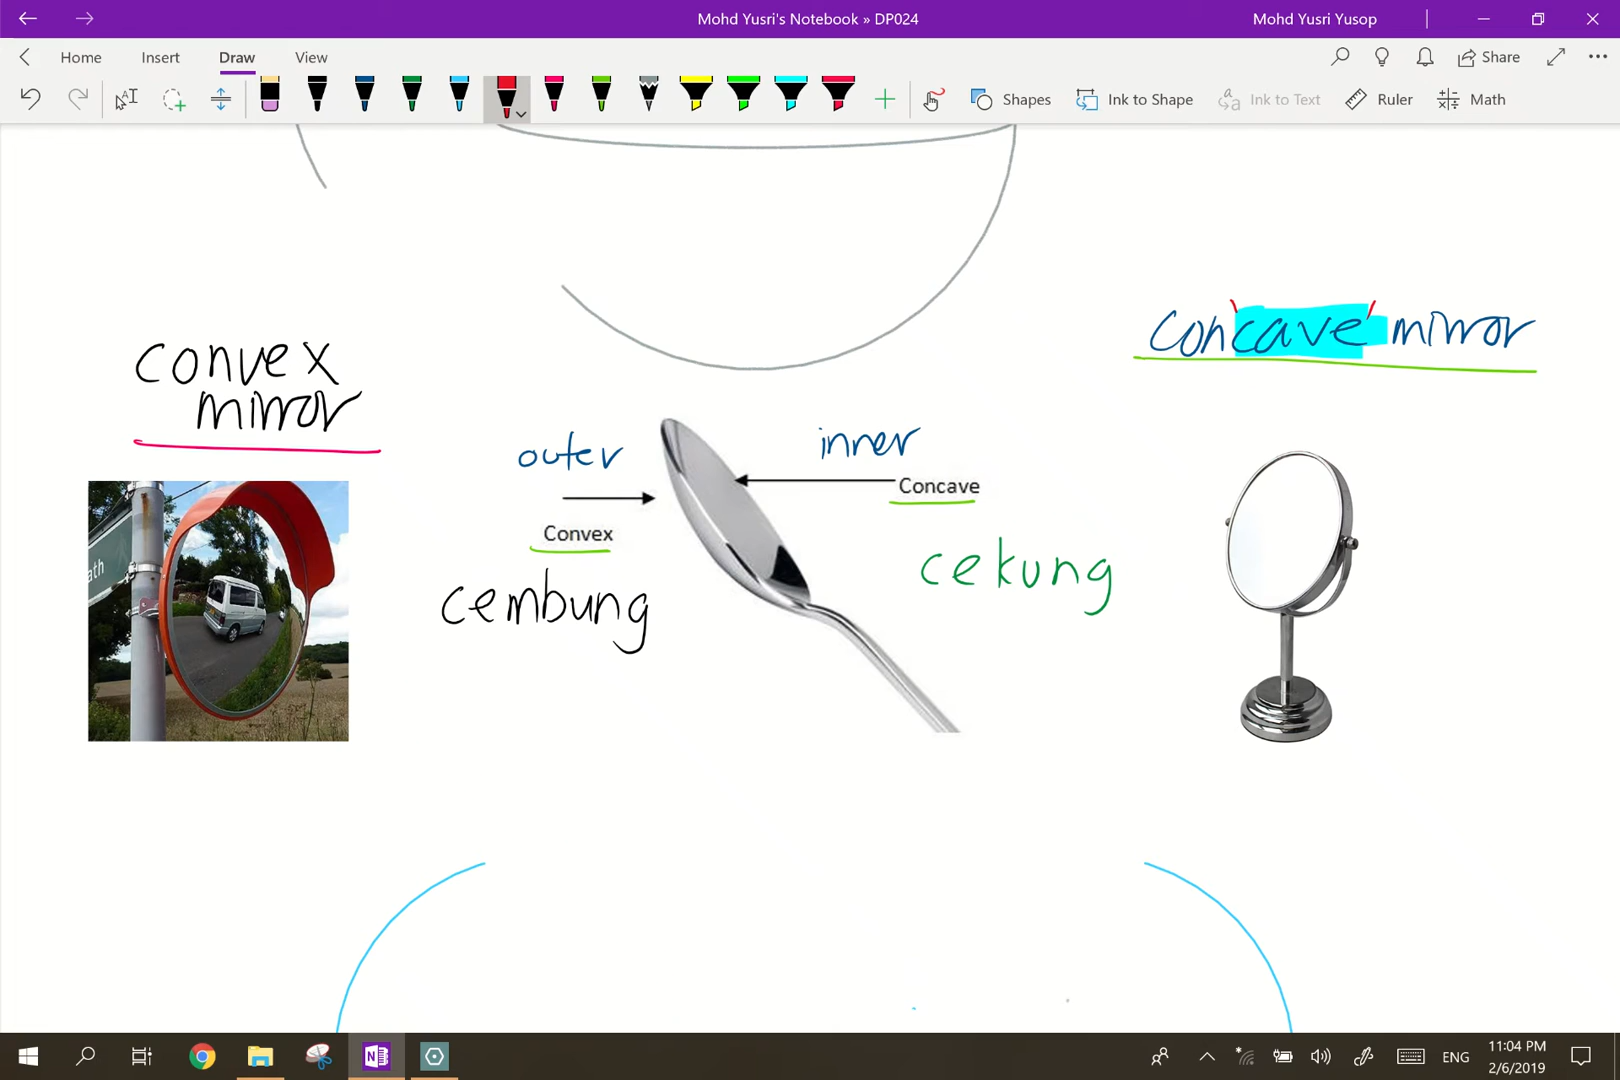 Mohd Yusri's Notebook » DP024
Mohd Yusri Yusop
Home Insert Draw View
Share
Shapes
Ink to Shape
Ink to Text
Ruler
Math
convex
mirror
concave mirror
outer
inner
Concave
Convex
cembung
cekung
ath
ENG
11:04 PM
2/6/2019